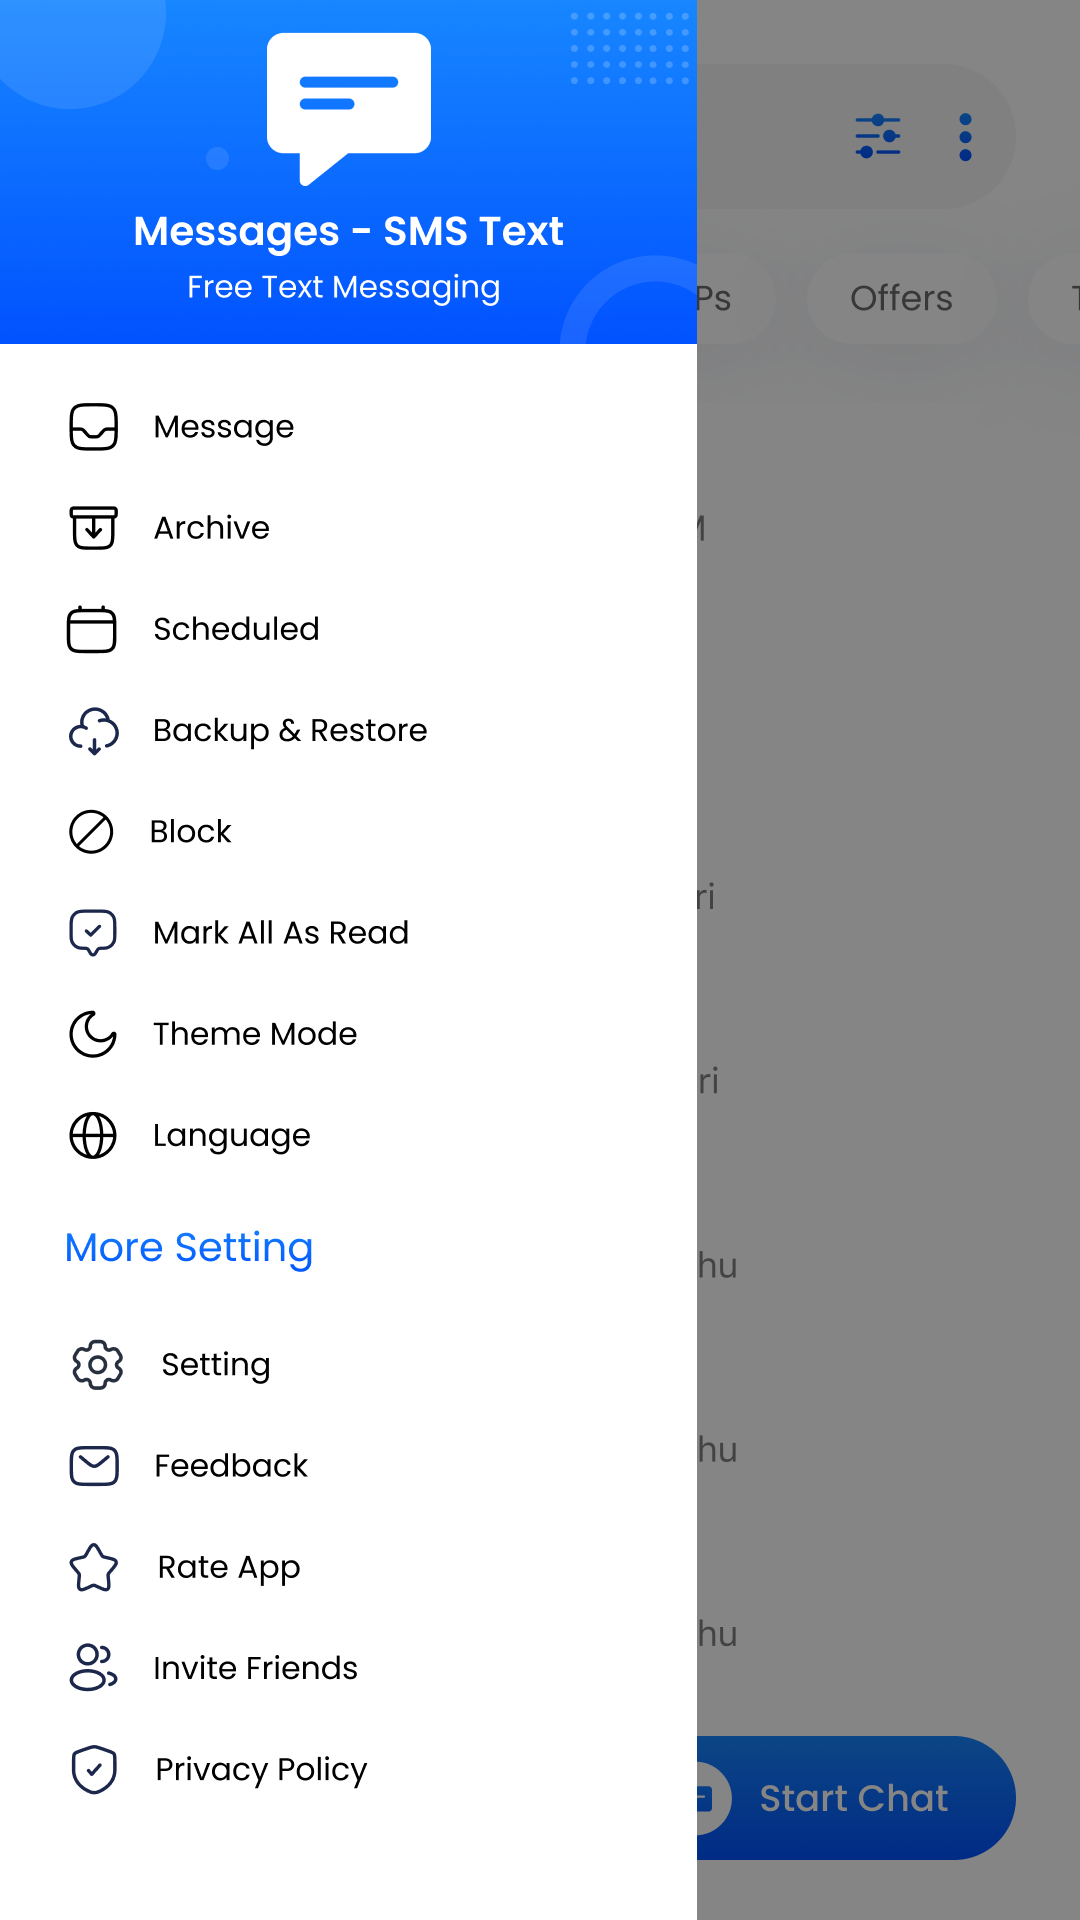 Messages - SMS Text
Free Text Messaging
Ps
Offers
Message
Archive
Scheduled
Backup & Restore
Block
ri
Mark All As Read
Theme Mode
ri
Language
More Setting
hu
Setting
Feedback
hu
Rate App
Invite Friends
hu
Privacy Policy
Start Chat